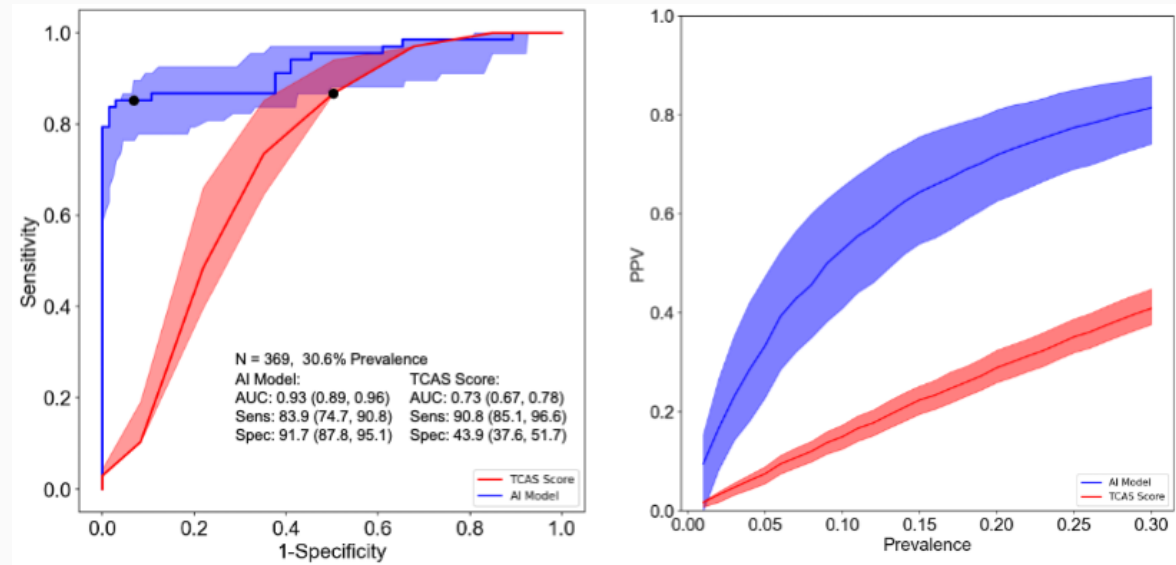 1.0
0.8
0.6
0.4
0.2
0.0
Sensitivity
N = 369, 30.6% Prevalence
AI Model: TCAS Score:
AUC: 0.93 (0.89, 0.96) AUC: 0.73 (0.67, 0.78)
Sens: 83.9 (74.7, 90.8) Sens: 90.8 (85.1, 96.6)
Spec: 91.7 (87.8, 95.1) Spec: 43.9 (37.6, 51.7)
TCAS Score
AI Model
0.0 0.2 0.4 0.6 0.8 1.0
1-Specificity
1.0
0.8
0.6
0.4
0.2
0.0
PPV
AI Model
TCAS Score
0.00 0.05 0.10 0.15 0.20 0.25 0.30
Prevalence